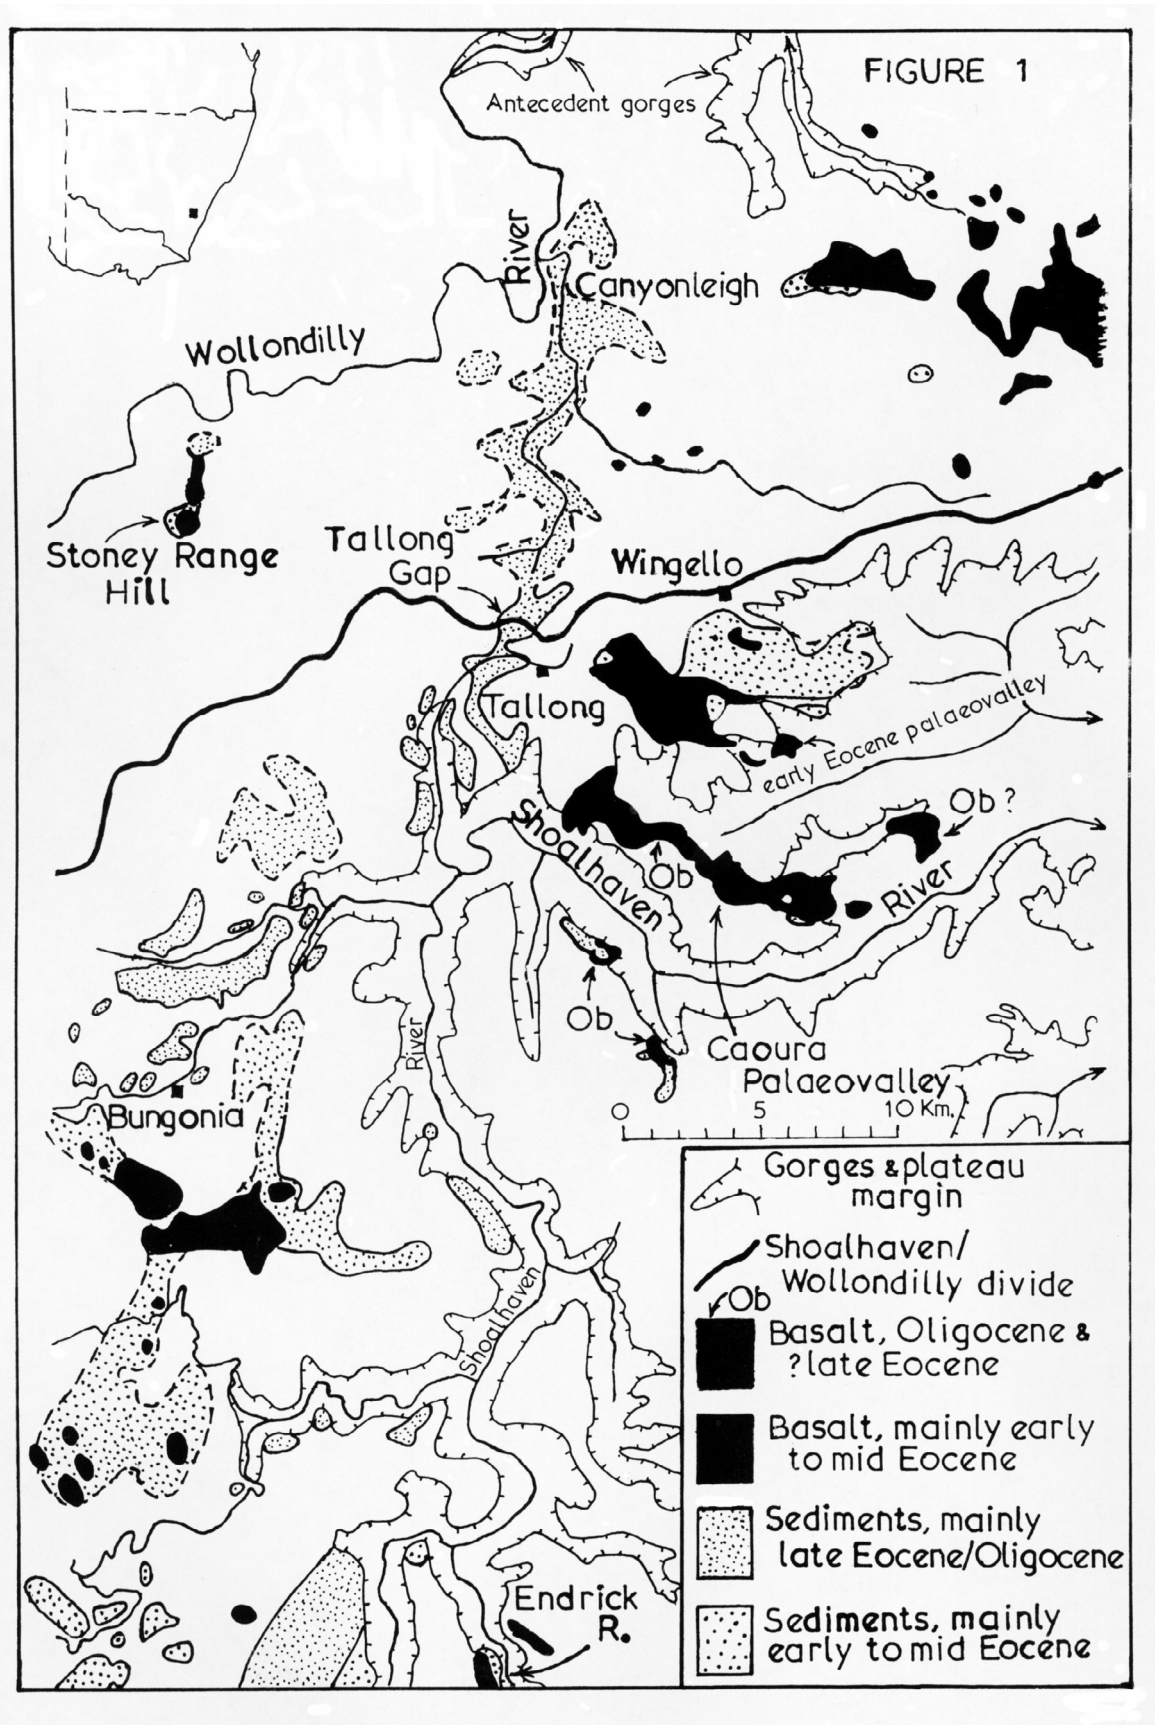 FIGURE 1
Antecedent gorges
River
Canyonleigh
Wollondilly
Stoney Range
Hill
Tallong
Gap
Wingello
Tallong
early Eocene palaeovalley
Ob ?
Shoalhaven
Ob
River
Ob
River
Caoura
Palaeovalley
0 5 10 Km.
Bungonia
Shoalhaven
Endrick
R.
Gorges & plateau
margin
Shoalhaven/
Wollondilly divide
Ob
Basalt, Oligocene &
? late Eocene
Basalt, mainly early
to mid Eocene
Sediments, mainly
late Eocene/Oligocene
Sediments, mainly
early to mid Eocene